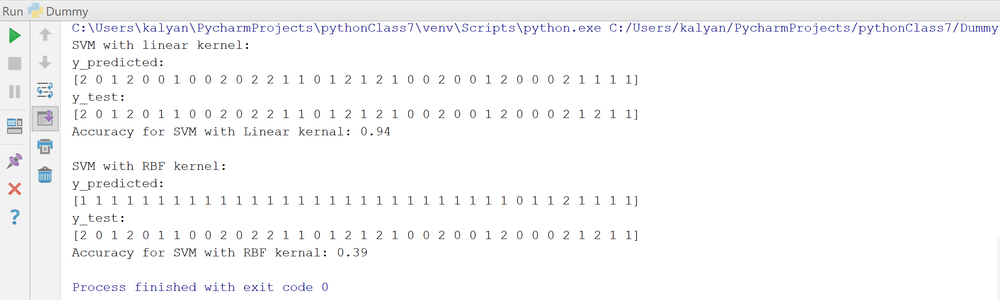 Run Dummy
C:\Users\kalyan\PycharmProjects\pythonClass7\venv\Scripts\python.exe C:/Users/kalyan/PycharmProjects/pythonClass7/Dummy
SVM with linear kernel:
y_predicted:
[2 0 1 2 0 0 1 0 0 2 0 2 2 1 1 0 1 2 1 2 1 0 0 2 0 0 1 2 0 0 0 2 1 1 1 1]
y_test:
[2 0 1 2 0 1 1 0 0 2 0 2 2 1 1 0 1 2 1 2 1 0 0 2 0 0 1 2 0 0 0 2 1 2 1 1]
Accuracy for SVM with Linear kernal: 0.94
SVM with RBF kernel:
y_predicted:
[1 1 1 1 1 1 1 1 1 1 1 1 1 1 1 1 1 1 1 1 1 1 1 1 1 1 1 1 0 1 1 2 1 1 1 1]
y_test:
[2 0 1 2 0 1 1 0 0 2 0 2 2 1 1 0 1 2 1 2 1 0 0 2 0 0 1 2 0 0 0 2 1 2 1 1]
Accuracy for SVM with RBF kernal: 0.39
Process finished with exit code 0